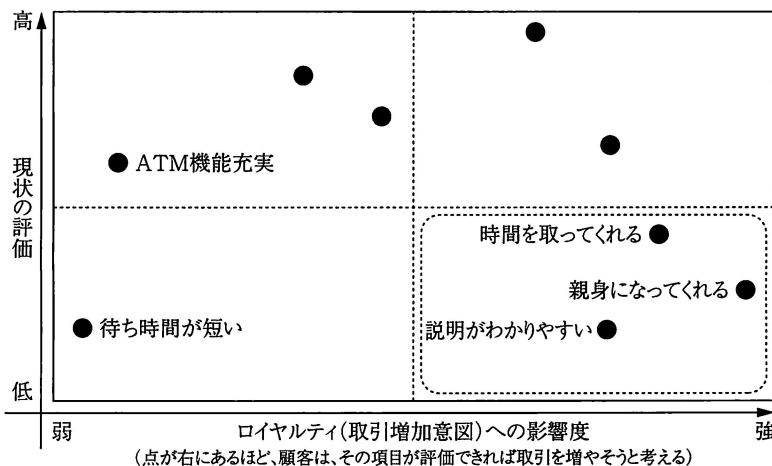 高
現状の評価
低
ATM機能充実
待ち時間が短い
時間を取ってくれる
親身になってくれる
説明がわかりやすい
弱
ロイヤルティ(取引増加意図)への影響度
強
(点が右にあるほど、顧客は、その項目が評価できれば取引を増やそうと考える)